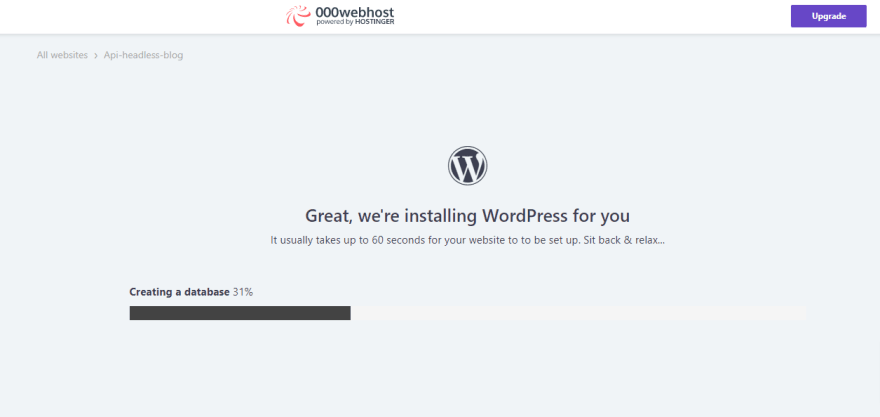 000webhost
powered by HOSTINGER
Upgrade
All websites › Api-headless-blog
Great, we're installing WordPress for you
It usually takes up to 60 seconds for your website to to be set up. Sit back & relax...
Creating a database 31%